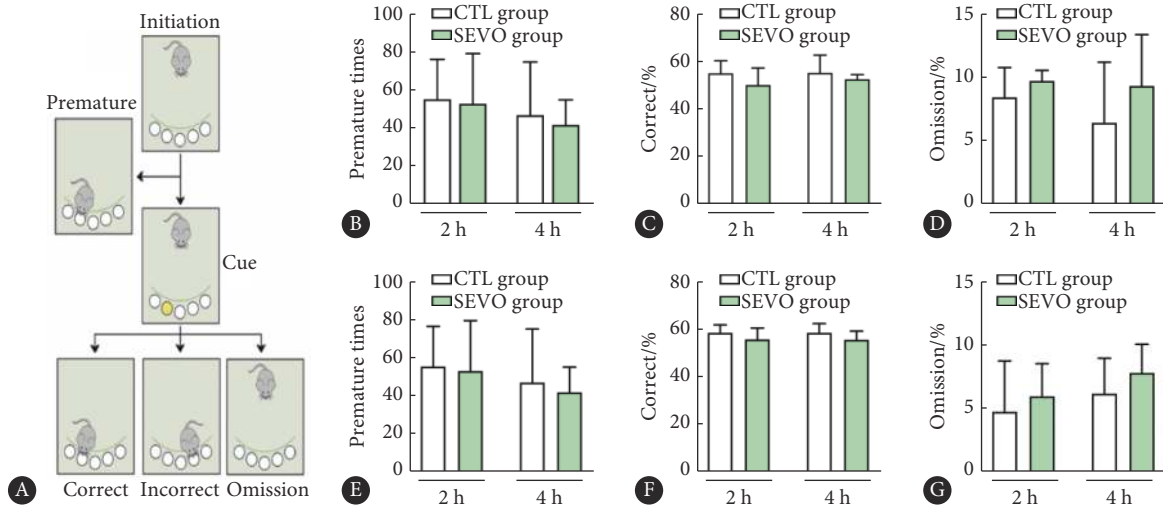 Initiation
Premature
Cue
Correct
Incorrect
Omission
A
CTL group
SEVO group
Premature times
100
80
60
40
20
0
2 h
4 h
B
CTL group
SEVO group
Correct/%
80
60
40
20
0
2 h
4 h
C
CTL group
SEVO group
Omission/%
15
10
5
0
2 h
4 h
D
CTL group
SEVO group
Premature times
100
80
60
40
20
0
2 h
4 h
E
CTL group
SEVO group
Correct/%
80
60
40
20
0
2 h
4 h
F
CTL group
SEVO group
Omission/%
15
10
5
0
2 h
4 h
G